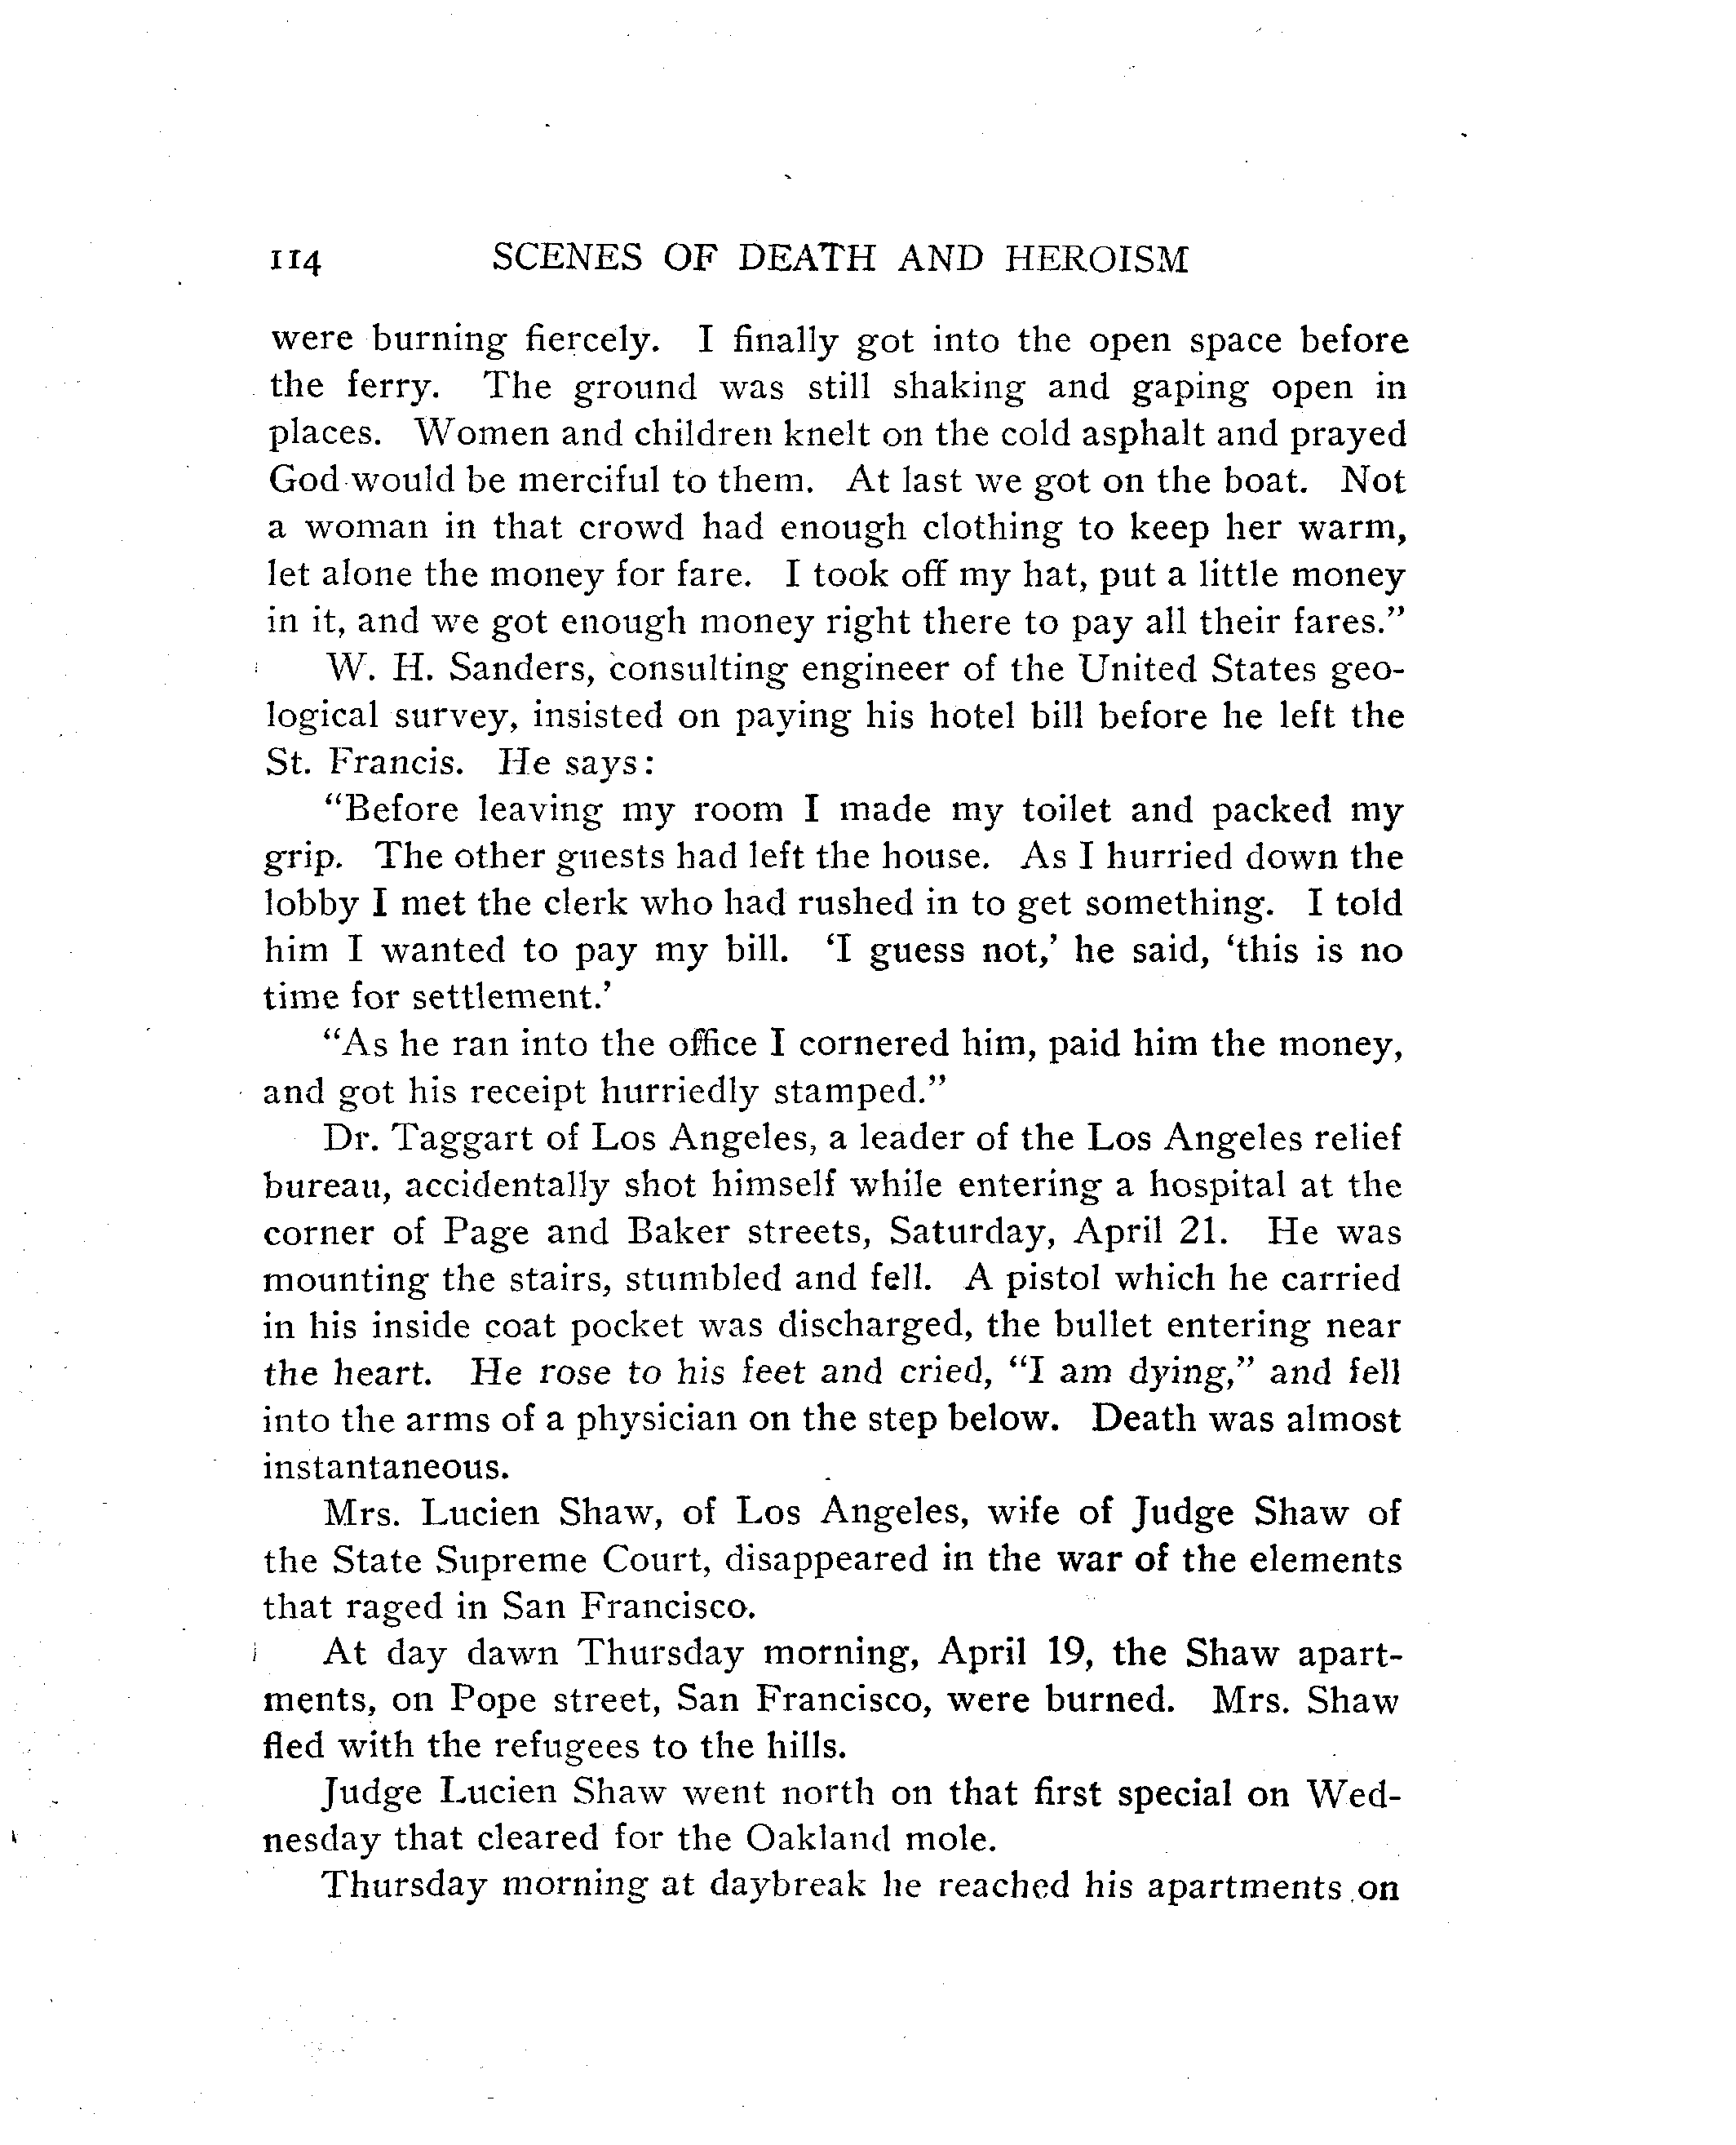 114 SCENES OF DEATH AND HEROISM
were burning fiercely. I finally got into the open space before
the ferry. The ground was still shaking and gaping open in
places. Women and children knelt on the cold asphalt and prayed
God would be merciful to them. At last we got on the boat. Not
a woman in that crowd had enough clothing to keep her warm,
let alone the money for fare. I took off my hat, put a little money
in it, and we got enough money right there to pay all their fares.”
W. H. Sanders, consulting engineer of the United States geo-
logical survey, insisted on paying his hotel bill before he left the
St. Francis. He says:
“Before leaving my room I made my toilet and packed my
grip. The other guests had left the house. As I hurried down the
lobby I met the clerk who had rushed in to get something. I told
him I wanted to pay my bill. ‘I guess not,’ he said, ‘this is no
time for settlement.’
“As he ran into the office I cornered him, paid him the money,
and got his receipt hurriedly stamped.”
Dr. Taggart of Los Angeles, a leader of the Los Angeles relief
bureau, accidentally shot himself while entering a hospital at the
corner of Page and Baker streets, Saturday, April 21. He was
mounting the stairs, stumbled and fell. A pistol which he carried
in his inside coat pocket was discharged, the bullet entering near
the heart. He rose to his feet and cried, “I am dying,” and fell
into the arms of a physician on the step below. Death was almost
instantaneous.
Mrs. Lucien Shaw, of Los Angeles, wife of Judge Shaw of
the State Supreme Court, disappeared in the war of the elements
that raged in San Francisco.
At day dawn Thursday morning, April 19, the Shaw apart-
ments, on Pope street, San Francisco, were burned. Mrs. Shaw
fled with the refugees to the hills.
Judge Lucien Shaw went north on that first special on Wed-
nesday that cleared for the Oakland mole.
Thursday morning at daybreak he reached his apartments on